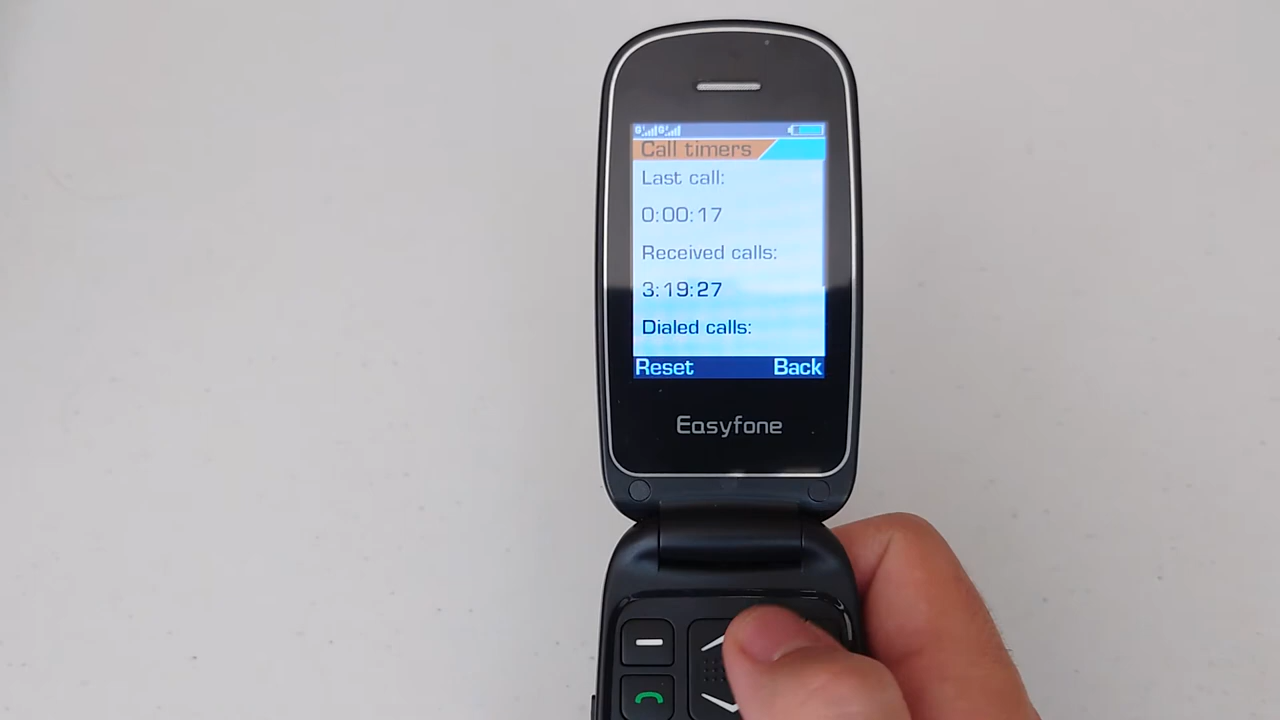 Call timers
Last call:
0:00:17
Received calls:
3:19:27
Dialed calls:
Reset Back
Easyfone